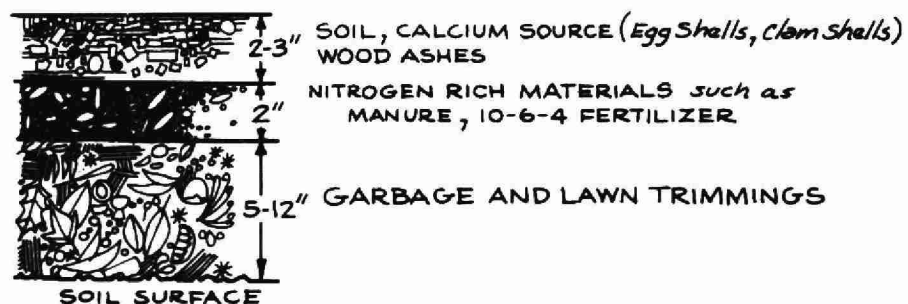 2-3" SOIL, CALCIUM SOURCE (Egg Shells, Clam Shells)
WOOD ASHES
2" NITROGEN RICH MATERIALS such as
MANURE, 10-6-4 FERTILIZER
5-12" GARBAGE AND LAWN TRIMMINGS
SOIL SURFACE